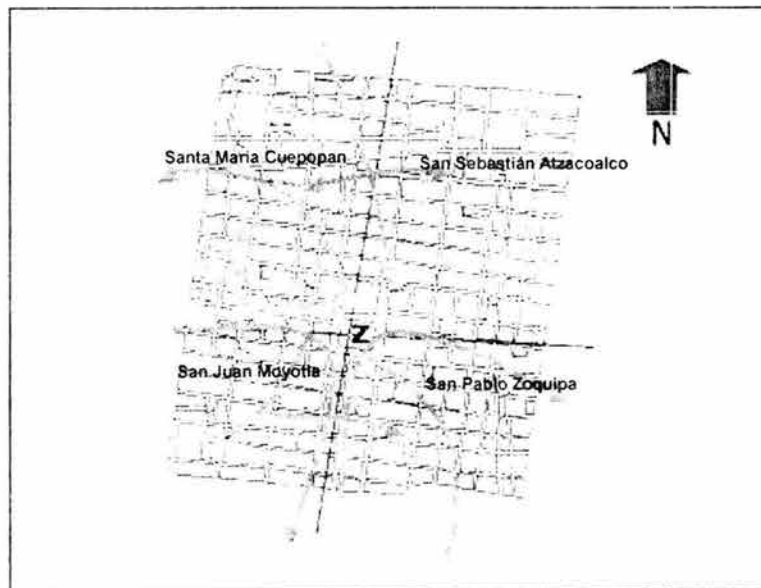 N
Santa Maria Cuepopan
San Sebastián Atzacoalco
Z
San Juan Moyotla
San Pablo Zoquipa